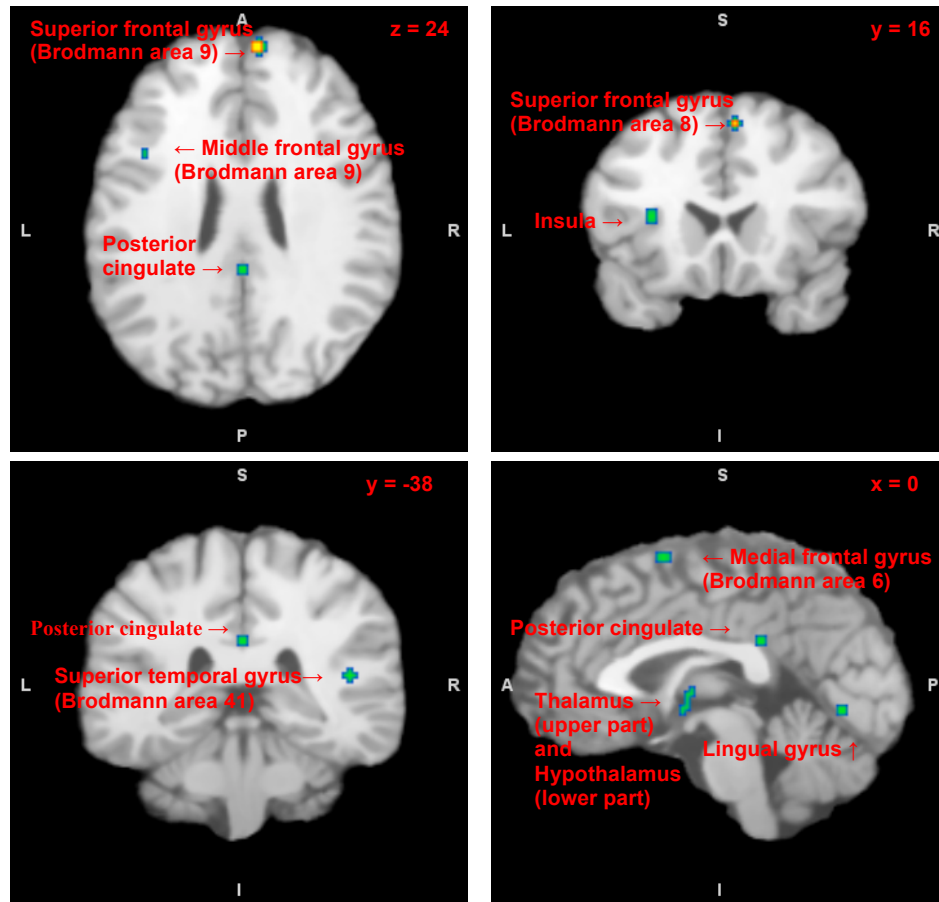 A
Superior frontal gyrus
(Brodmann area 9) →
z = 24
← Middle frontal gyrus
(Brodmann area 9)
L
R
Posterior
cingulate →
P
S
y = 16
Superior frontal gyrus
(Brodmann area 8) →
Insula →
L
R
I
S
y = -38
Posterior cingulate →
Superior temporal gyrus→
(Brodmann area 41)
L
R
I
S
x = 0
← Medial frontal gyrus
(Brodmann area 6)
Posterior cingulate →
A
P
Thalamus →
(upper part)
and
Hypothalamus
(lower part)
Lingual gyrus ↑
I